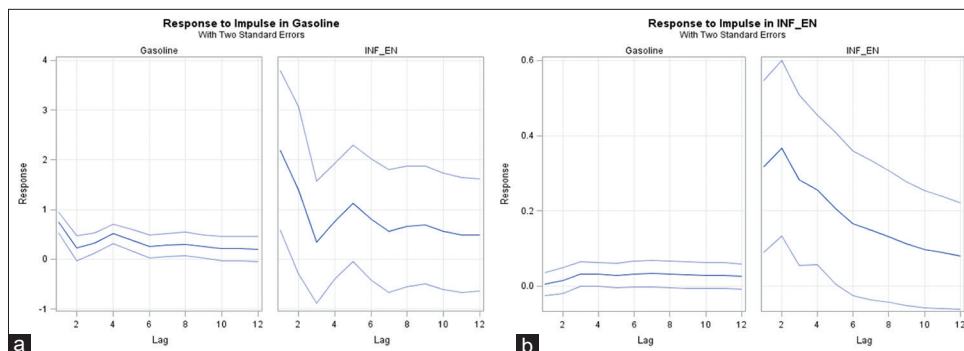 Response to Impulse in Gasoline
With Two Standard Errors
Gasoline
INF_EN
4
3
2
1
0
-1
Response
2 4 6 8 10 12
2 4 6 8 10 12
Lag
a
Response to Impulse in INF_EN
With Two Standard Errors
Gasoline
INF_EN
0.6
0.4
0.2
0.0
Response
2 4 6 8 10 12
2 4 6 8 10 12
Lag
b